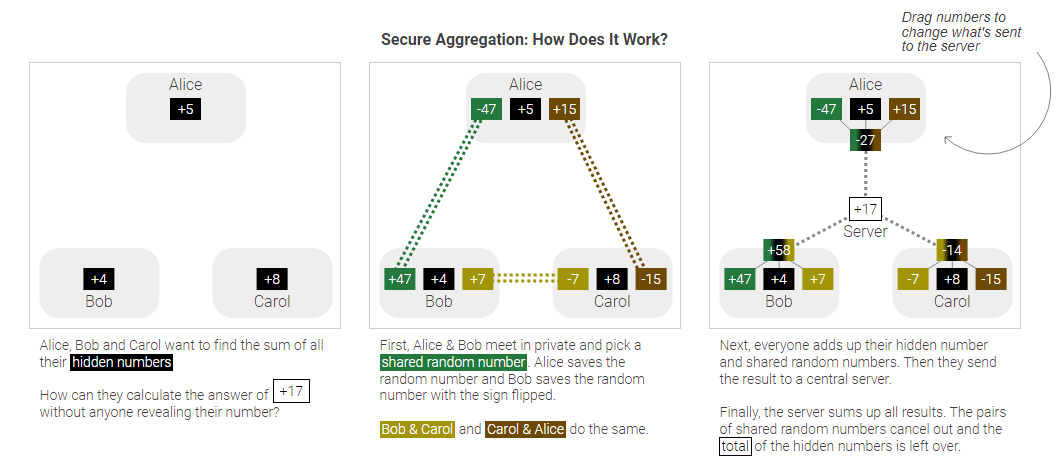 Drag numbers to
change what's sent
to the server
Secure Aggregation: How Does It Work?
Alice
+5
+4
Bob
+8
Carol
Alice, Bob and Carol want to find the sum of all
their hidden numbers
How can they calculate the answer of +17
without anyone revealing their number?
Alice
-47 +5 +15
+47 +4 +7
Bob
-7 +8 -15
Carol
First, Alice & Bob meet in private and pick a
shared random number. Alice saves the
random number and Bob saves the random
number with the sign flipped.
Bob & Carol and Carol & Alice do the same.
Alice
-47 +5 +15
-27
+17
Server
+58
+47 +4 +7
Bob
-14
-7 +8 -15
Carol
Next, everyone adds up their hidden number
and shared random numbers. Then they send
the result to a central server.
Finally, the server sums up all results. The pairs
of shared random numbers cancel out and the
total of the hidden numbers is left over.